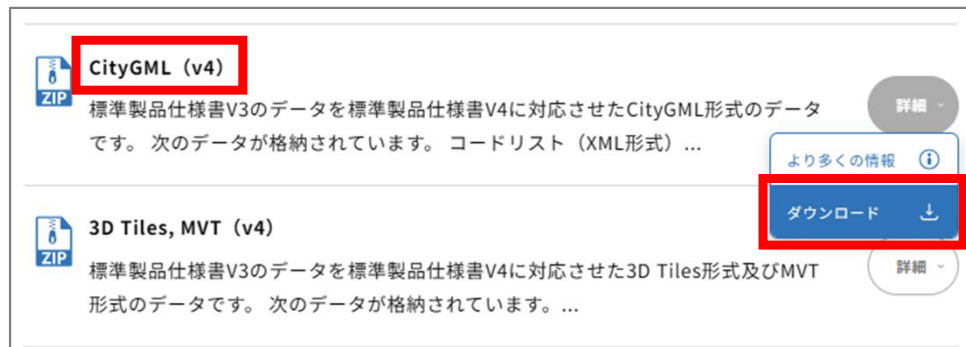 CityGML（v4）
ZIP
標準製品仕様書V3のデータを標準製品仕様書V4に対応させたCityGML形式のデータ
です。 次のデータが格納されています。 コードリスト（XML形式）...
詳細
より多くの情報
ダウンロード
3D Tiles, MVT（v4）
ZIP
標準製品仕様書V3のデータを標準製品仕様書V4に対応させた3D Tiles形式及びMVT
形式のデータです。 次のデータが格納されています。...
詳細